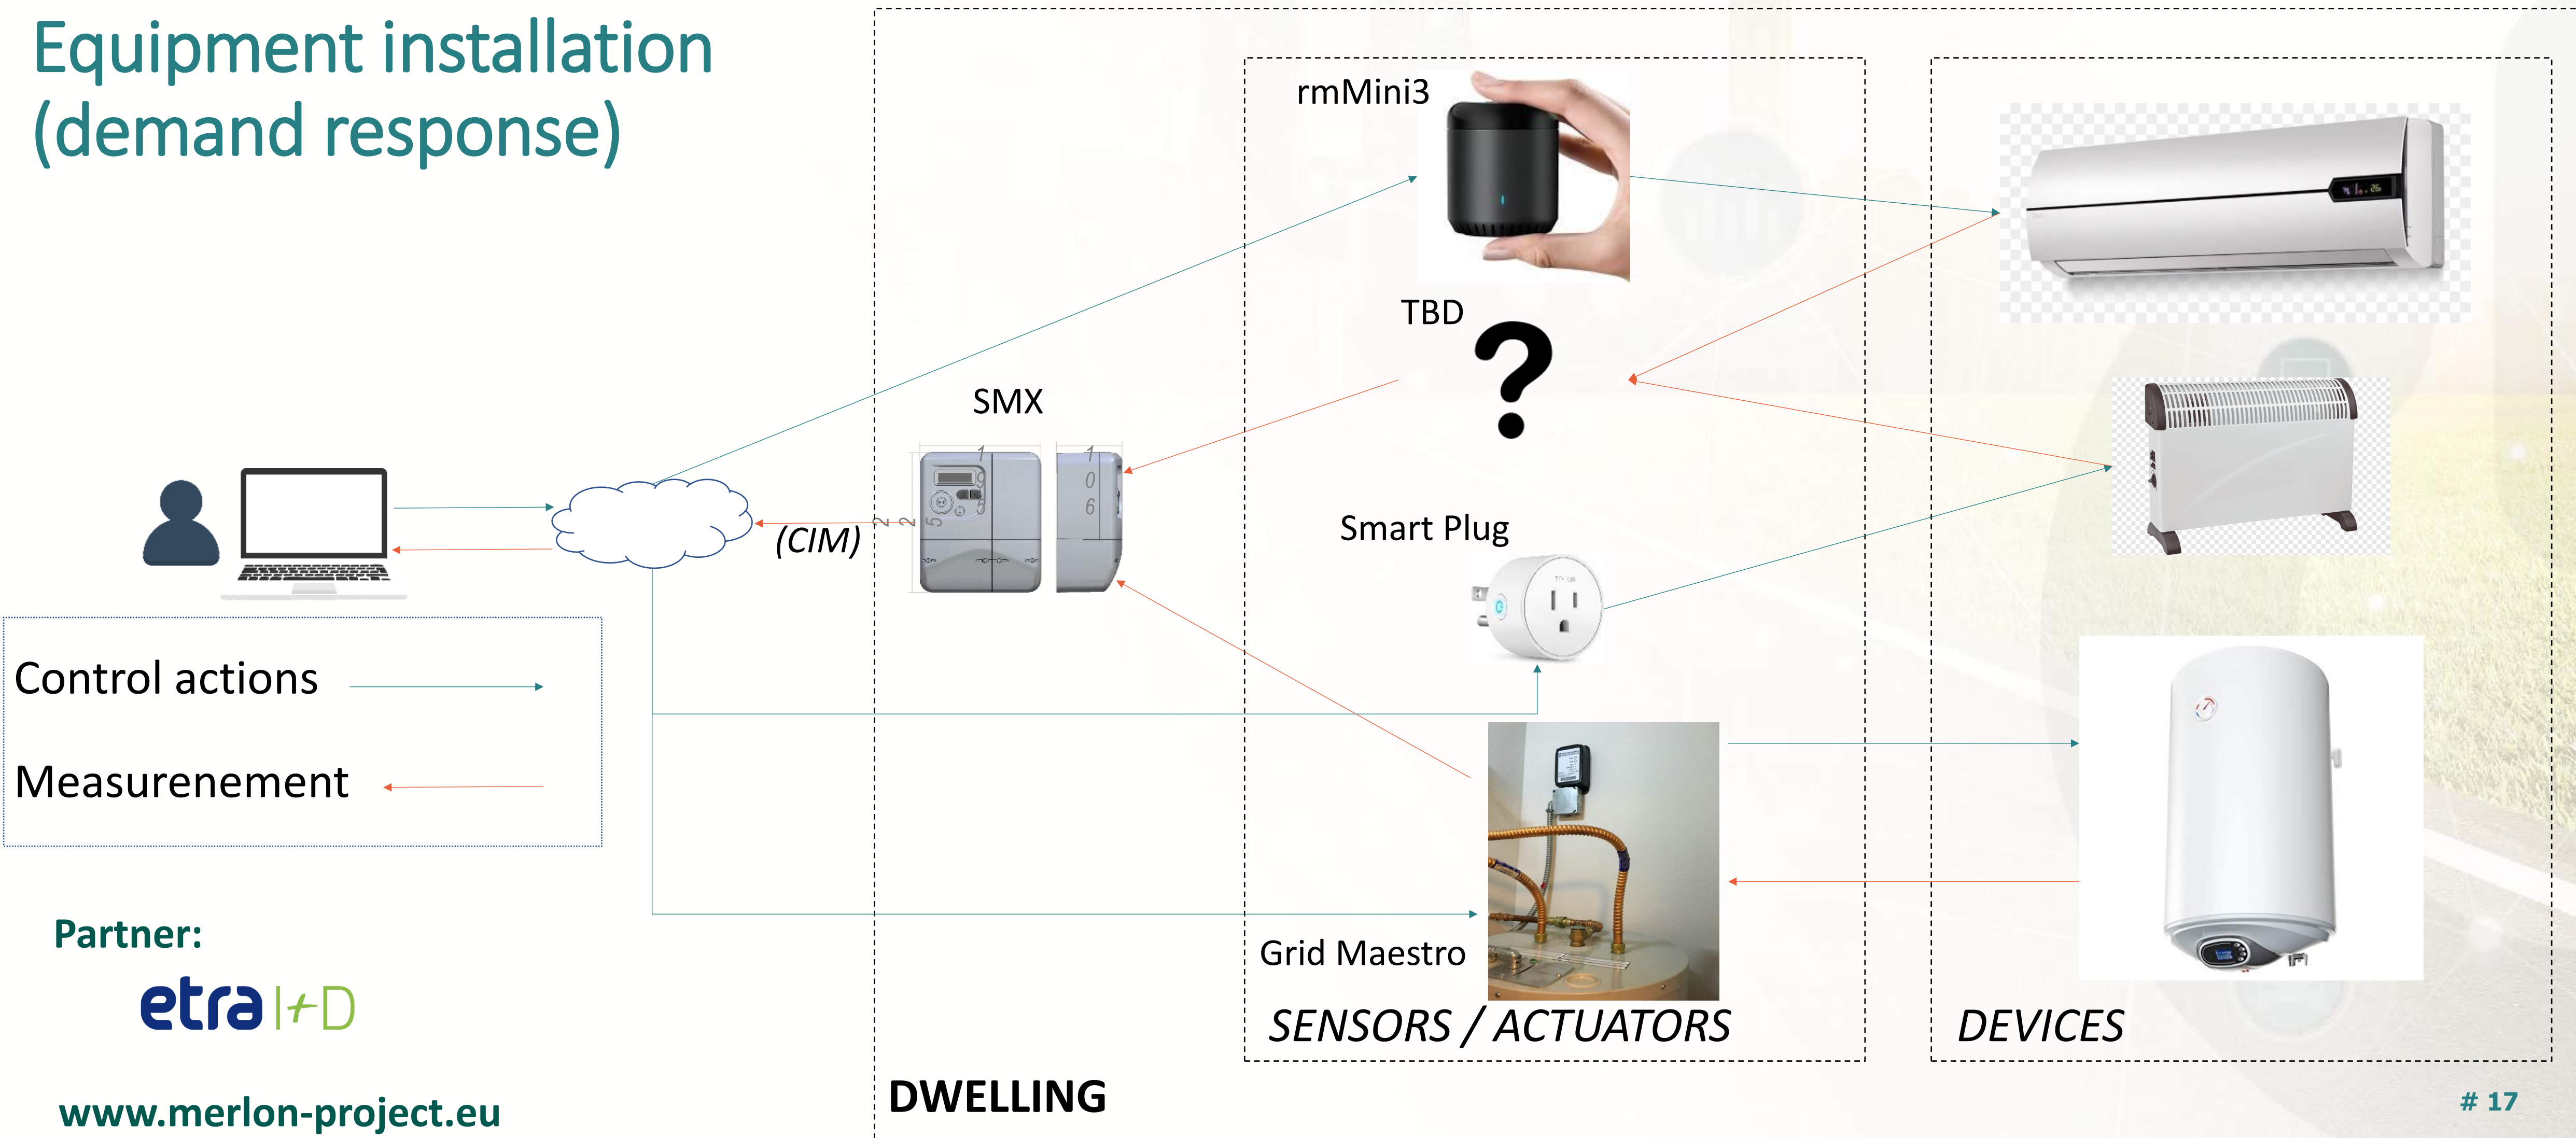 Equipment installation
(demand response)
rmMini3
TBD
SMX
(CIM)
Smart Plug
Control actions
Measurenement
Grid Maestro
SENSORS / ACTUATORS
DEVICES
DWELLING
Partner:
etra I+D
www.merlon-project.eu
# 17